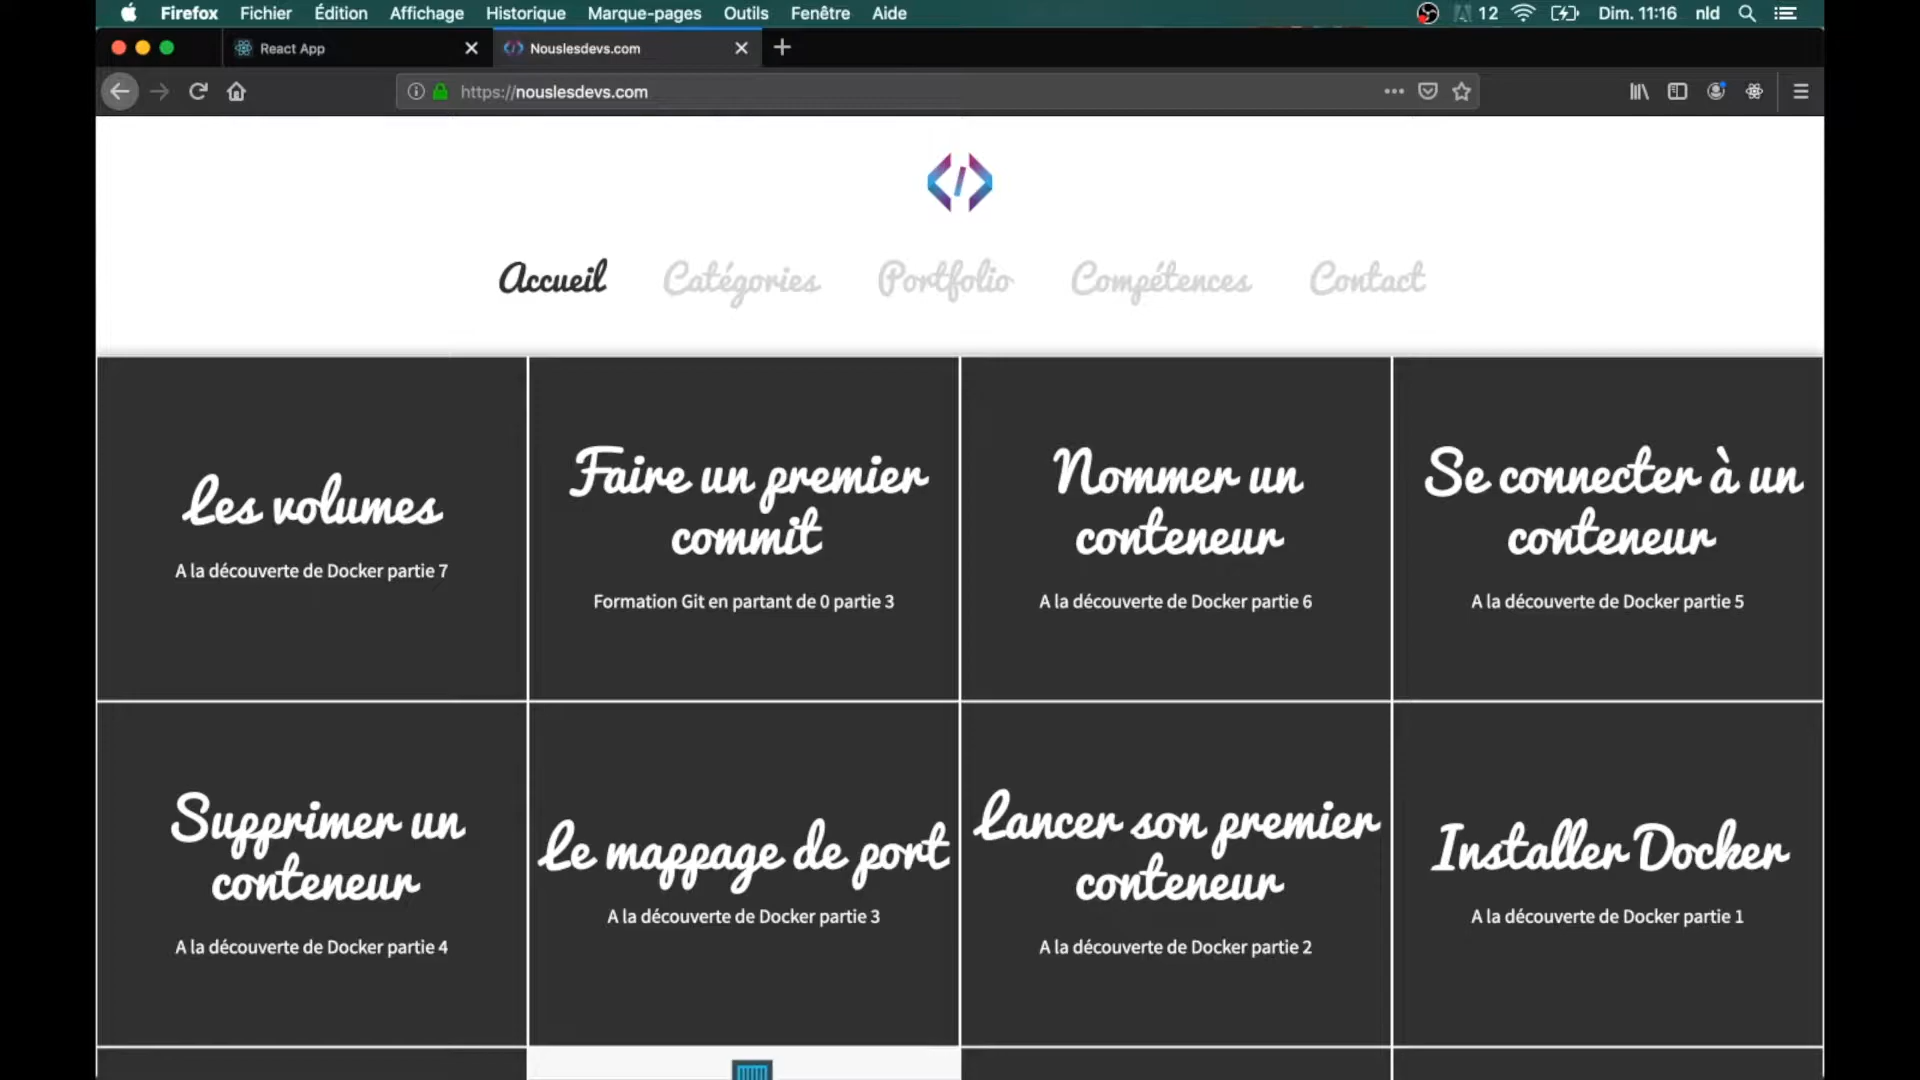 Firefox Fichier Édition Affichage Historique Marque-pages Outils Fenêtre Aide 12 Dim. 11:16 nld
React App Nouslesdevs.com
https://nouslesdevs.com
Accueil Catégories Portfolio Compétences Contact
Les volumes
A la découverte de Docker partie 7
Faire un premier
commit
Formation Git en partant de 0 partie 3
Nommer un
conteneur
A la découverte de Docker partie 6
Se connecter à un
conteneur
A la découverte de Docker partie 5
Supprimer un
conteneur
A la découverte de Docker partie 4
Le mappage de port
A la découverte de Docker partie 3
Lancer son premier
conteneur
A la découverte de Docker partie 2
Installer Docker
A la découverte de Docker partie 1